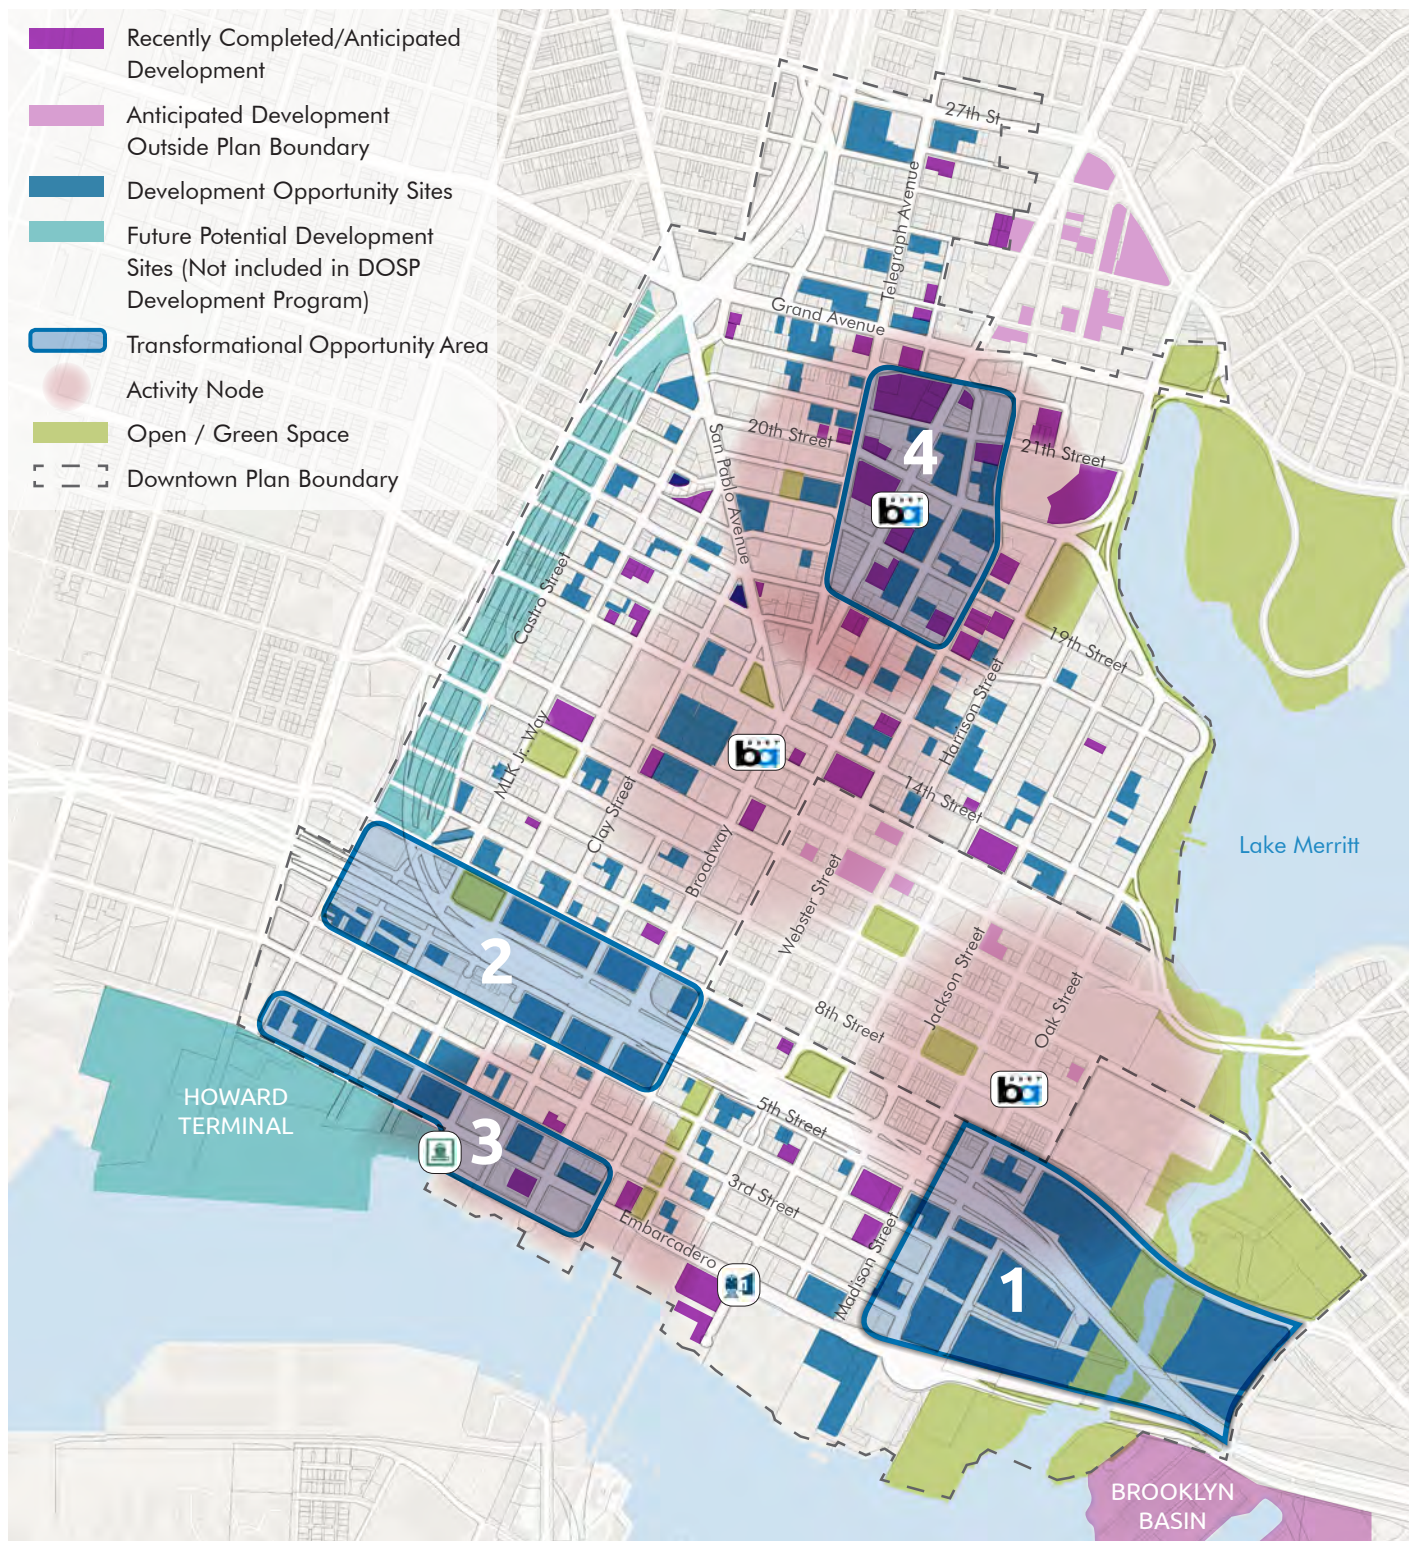 Recently Completed/Anticipated
Development
Anticipated Development
Outside Plan Boundary
Development Opportunity Sites
Future Potential Development
Sites (Not included in DOSP
Development Program)
Transformational Opportunity Area
Activity Node
Open / Green Space
Downtown Plan Boundary
27th St
Telegraph Avenue
Grand Avenue
20th Street
San Pablo Avenue
4
21th Street
ba
Castro Street
19th Street
Harrison Street
MLK Jr. Way
ba
14th Street
Clay Street
Broadway
Lake Merritt
Webster Street
2
Jackson Street
Oak Street
8th Street
ba
HOWARD
TERMINAL
5th Street
3
3rd Street
Embarcadero
Madison Street
1
BROOKLYN
BASIN